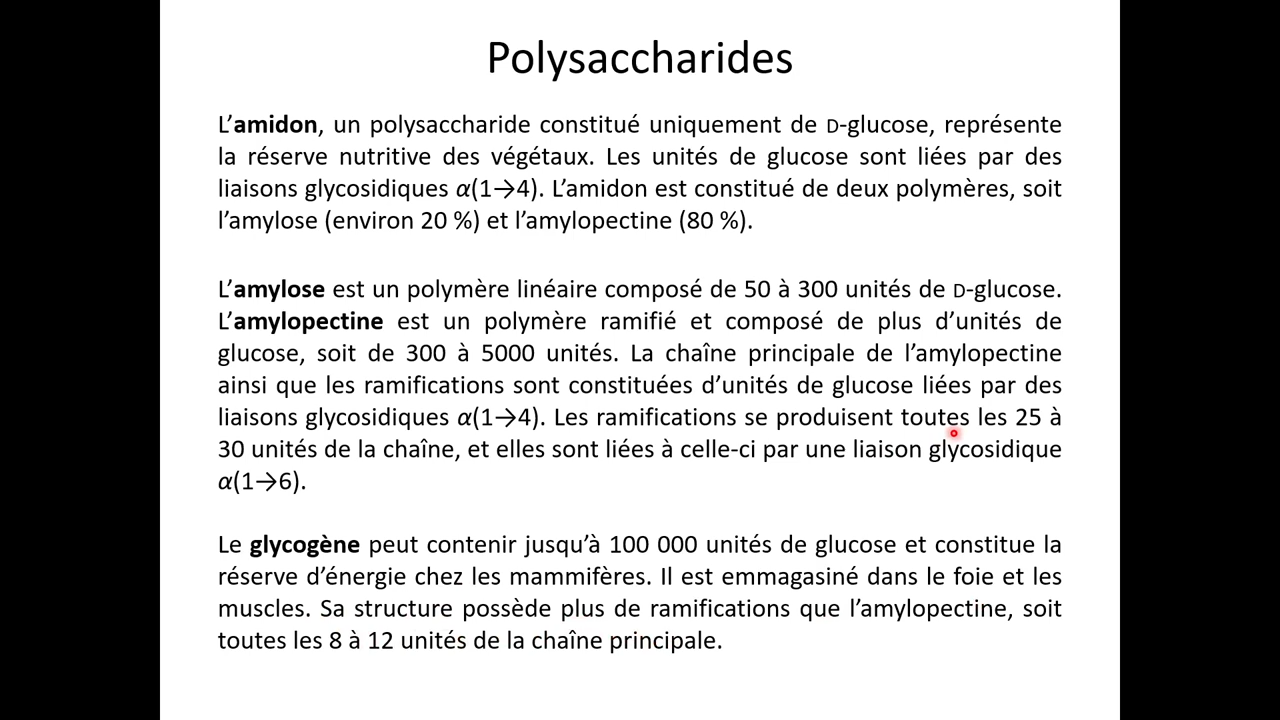 Polysaccharides
L’amidon, un polysaccharide constitué uniquement de D-glucose, représente
la réserve nutritive des végétaux. Les unités de glucose sont liées par des
liaisons glycosidiques α(1→4). L’amidon est constitué de deux polymères, soit
l’amylose (environ 20 %) et l’amylopectine (80 %).
L’amylose est un polymère linéaire composé de 50 à 300 unités de D-glucose.
L’amylopectine est un polymère ramifié et composé de plus d’unités de
glucose, soit de 300 à 5000 unités. La chaîne principale de l’amylopectine
ainsi que les ramifications sont constituées d’unités de glucose liées par des
liaisons glycosidiques α(1→4). Les ramifications se produisent toutes les 25 à
30 unités de la chaîne, et elles sont liées à celle-ci par une liaison glycosidique
α(1→6).
Le glycogène peut contenir jusqu’à 100 000 unités de glucose et constitue la
réserve d’énergie chez les mammifères. Il est emmagasiné dans le foie et les
muscles. Sa structure possède plus de ramifications que l’amylopectine, soit
toutes les 8 à 12 unités de la chaîne principale.